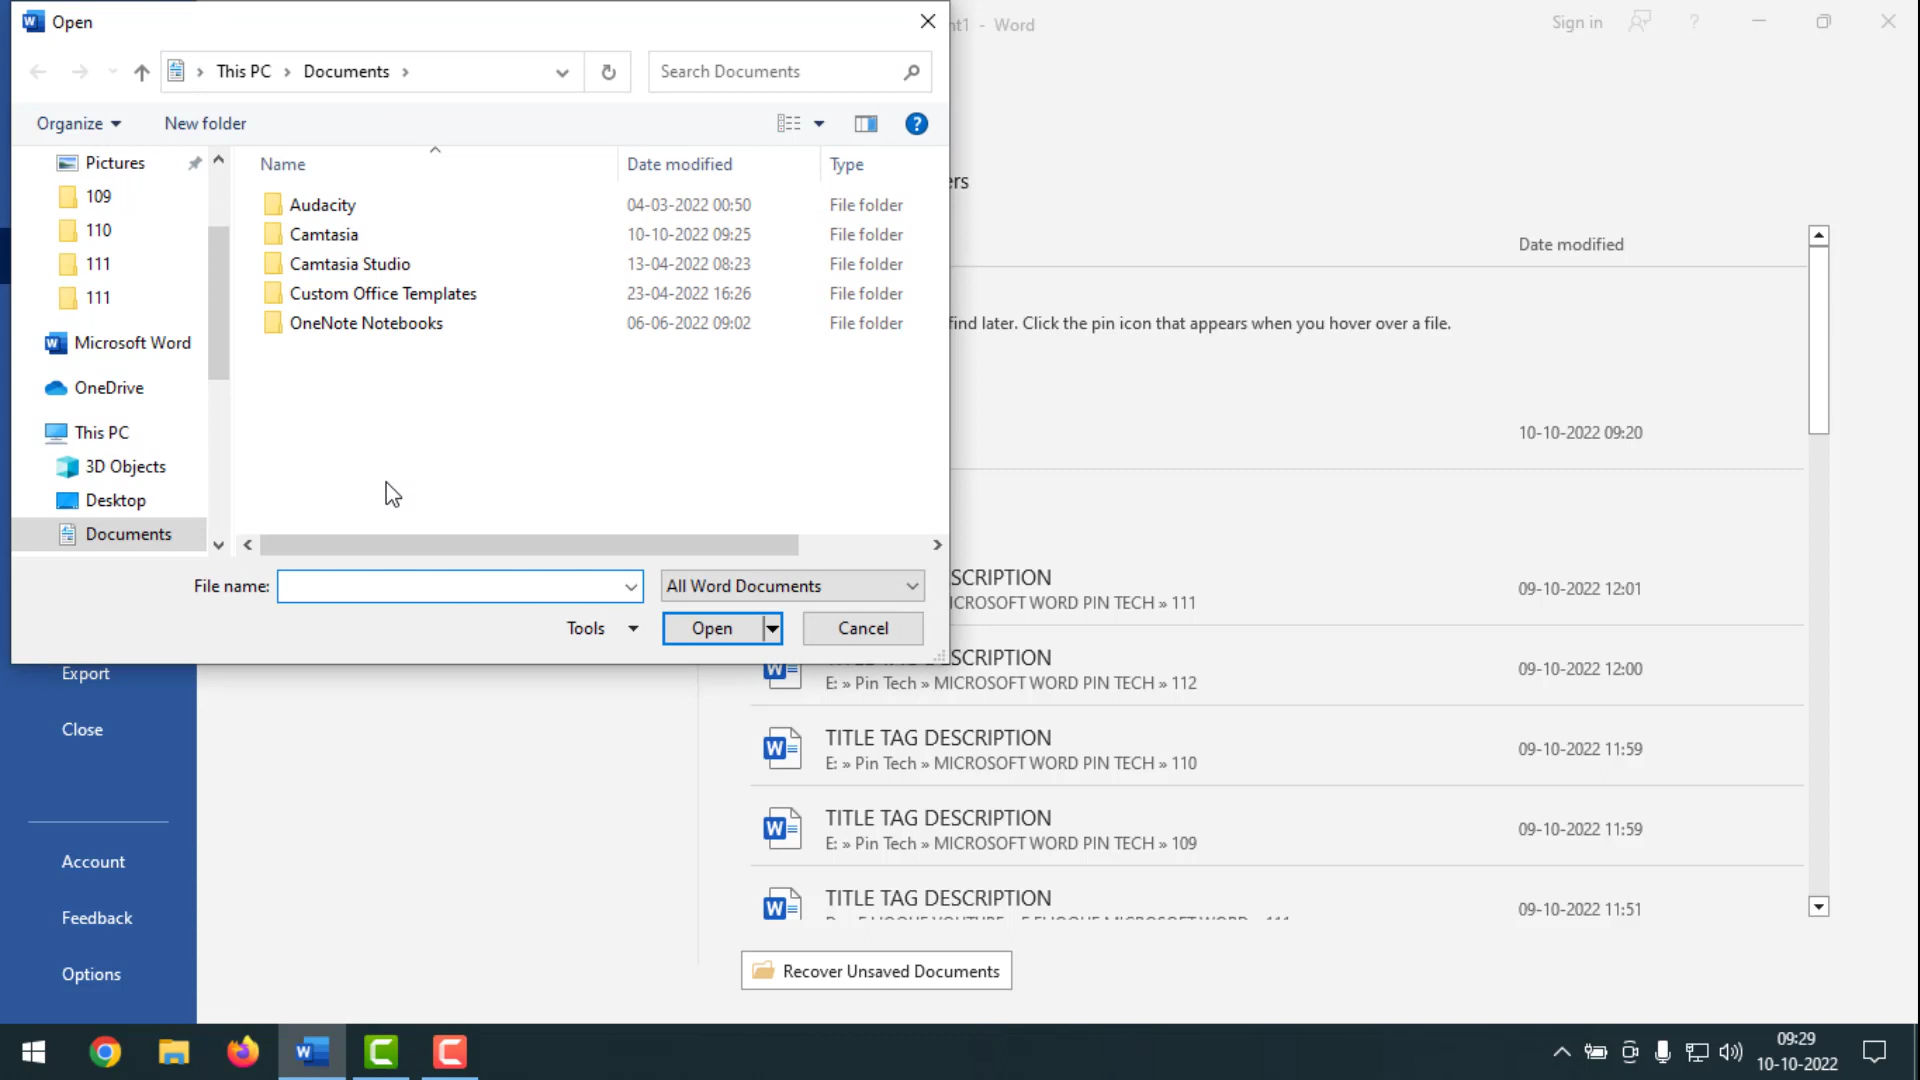 Open
nt1 - Word
Sign in
This PC
Documents
Search Documents
Organize
New folder
Name
Date modified
Type
Pictures
109
110
111
111
Microsoft Word
OneDrive
This PC
3D Objects
Desktop
Documents
Audacity 04-03-2022 00:50 File folder
Camtasia 10-10-2022 09:25 File folder
Camtasia Studio 13-04-2022 08:23 File folder
Custom Office Templates 23-04-2022 16:26 File folder
OneNote Notebooks 06-06-2022 09:02 File folder
File name:
All Word Documents
Tools
Open
Cancel
ers
Date modified
find later. Click the pin icon that appears when you hover over a file.
10-10-2022 09:20
SCRIPTION
ICROSOFT WORD PIN TECH » 111
09-10-2022 12:01
SCRIPTION
E: » Pin Tech » MICROSOFT WORD PIN TECH » 112
09-10-2022 12:00
TITLE TAG DESCRIPTION
E: » Pin Tech » MICROSOFT WORD PIN TECH » 110
09-10-2022 11:59
TITLE TAG DESCRIPTION
E: » Pin Tech » MICROSOFT WORD PIN TECH » 109
09-10-2022 11:59
TITLE TAG DESCRIPTION
09-10-2022 11:51
Recover Unsaved Documents
Export
Close
Account
Feedback
Options
09:29
10-10-2022